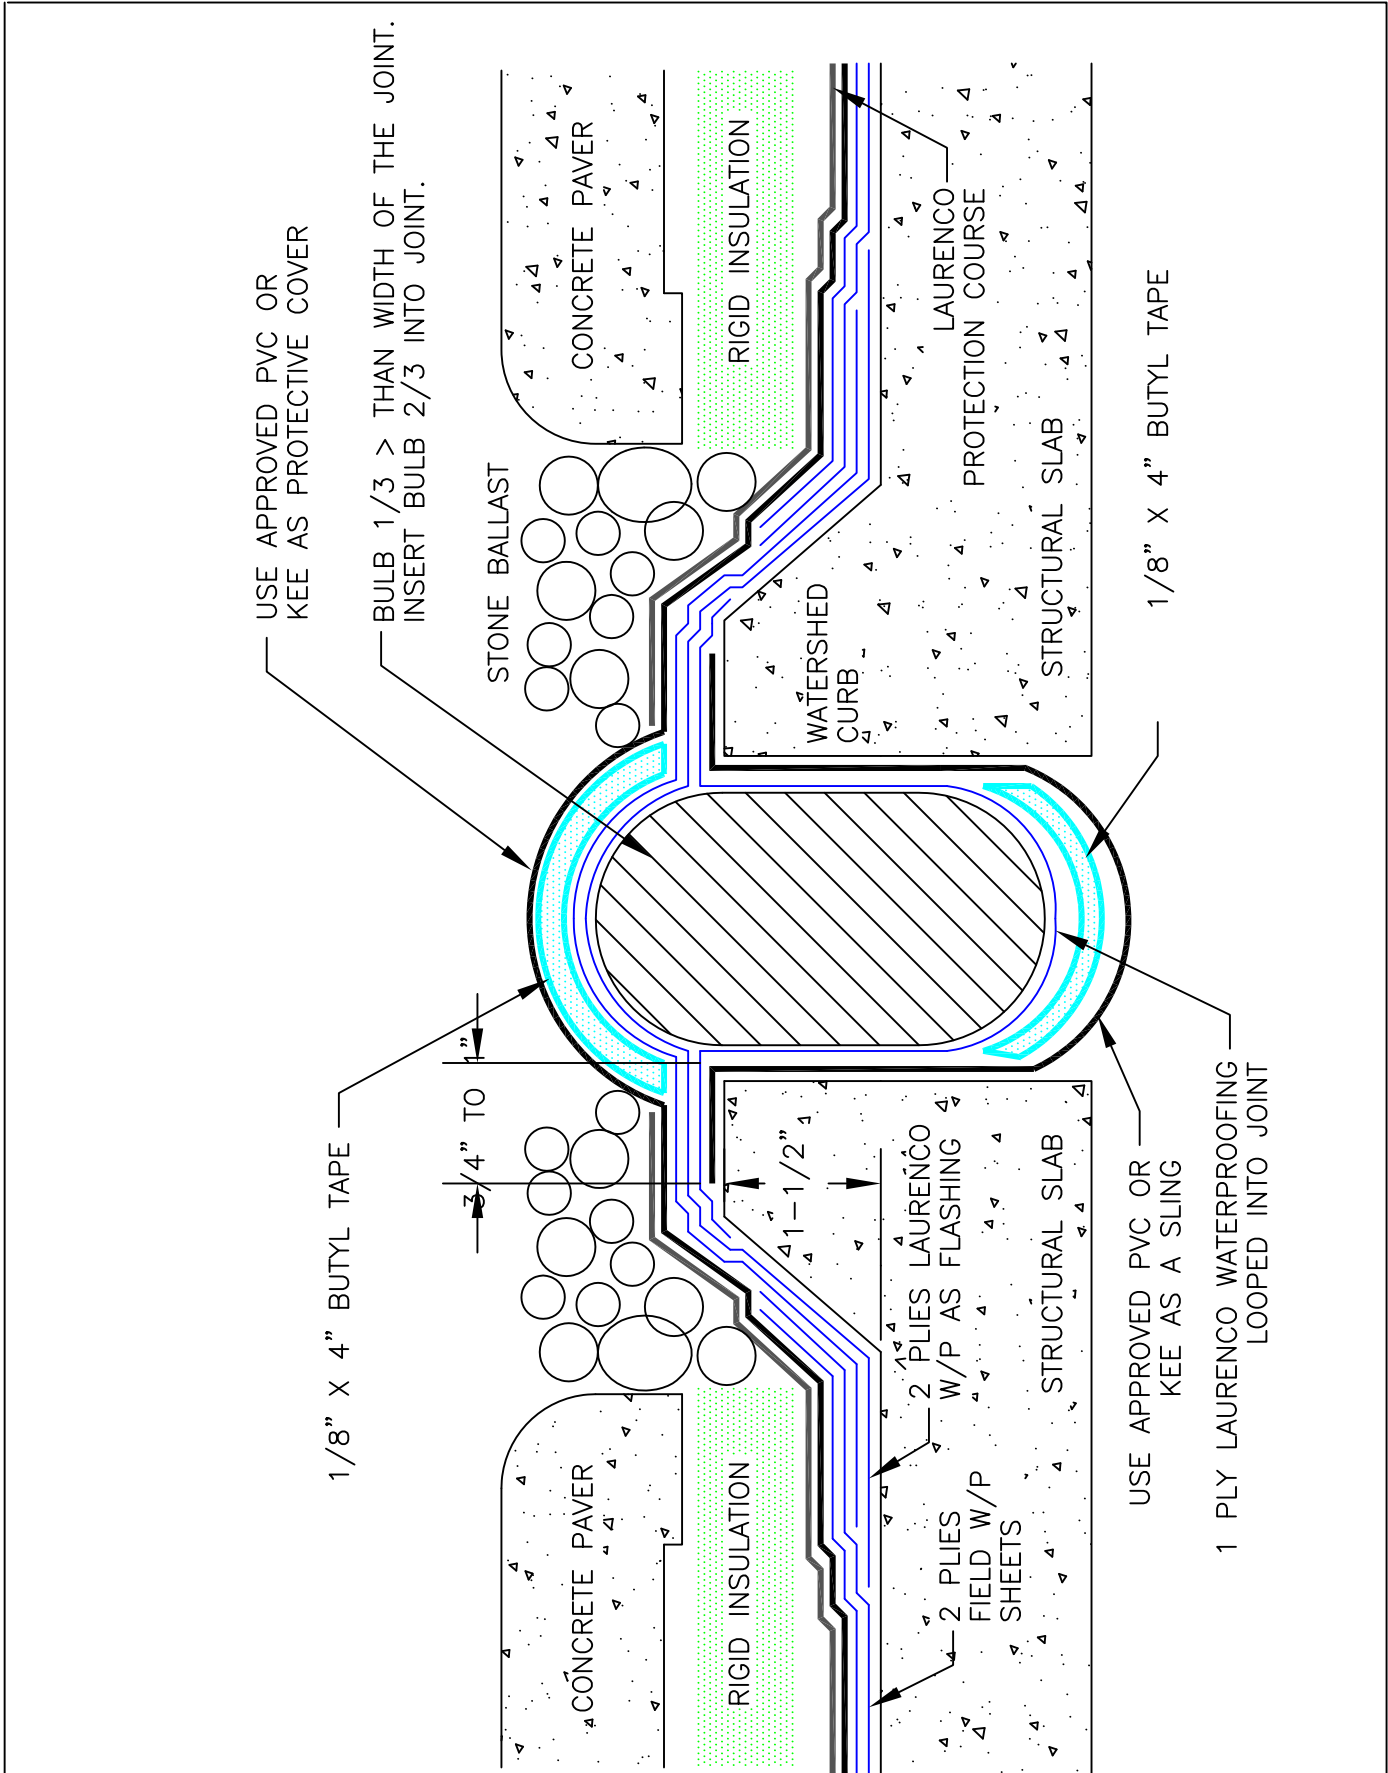 USE APPROVED PVC OR
KEE AS PROTECTIVE COVER
BULB 1/3 > THAN WIDTH OF THE JOINT.
INSERT BULB 2/3 INTO JOINT.
1/8" X 4" BUTYL TAPE
3/4" TO 1"
STONE BALLAST
CONCRETE PAVER
CONCRETE PAVER
RIGID INSULATION
RIGID INSULATION
1-1/2"
WATERSHED
CURB
2 PLIES LAURENCO
W/P AS FLASHING
LAURENCO
PROTECTION COURSE
2 PLIES
FIELD W/P
SHEETS
STRUCTURAL SLAB
STRUCTURAL SLAB
USE APPROVED PVC OR
KEE AS A SLING
1/8" X 4" BUTYL TAPE
1 PLY LAURENCO WATERPROOFING
LOOPED INTO JOINT